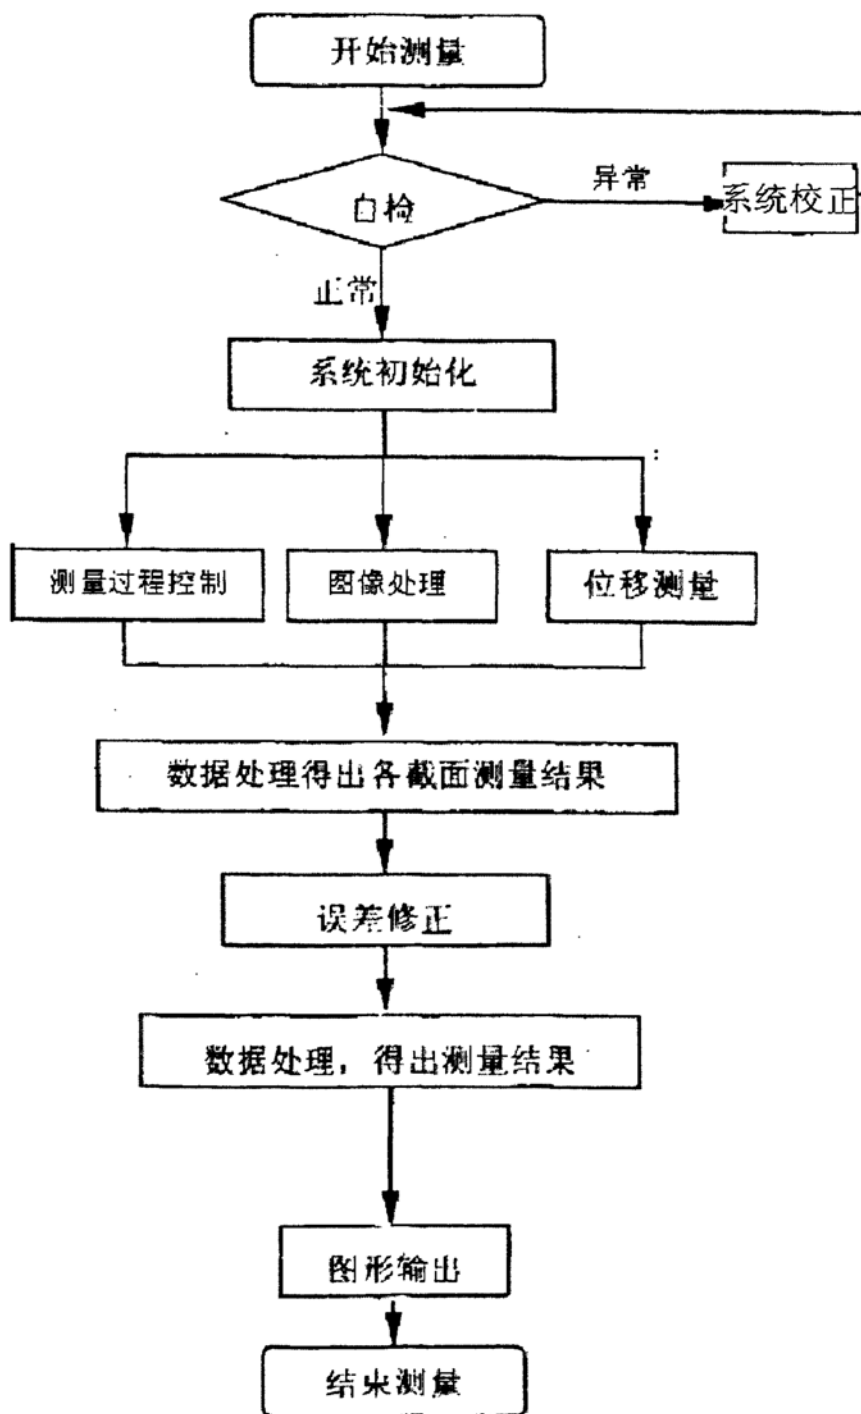 开始测量
自检
异常
系统校正
正常
系统初始化
测量过程控制
图像处理
位移测量
数据处理得出各截面测量结果
误差修正
数据处理，得出测量结果
图形输出
结束测量